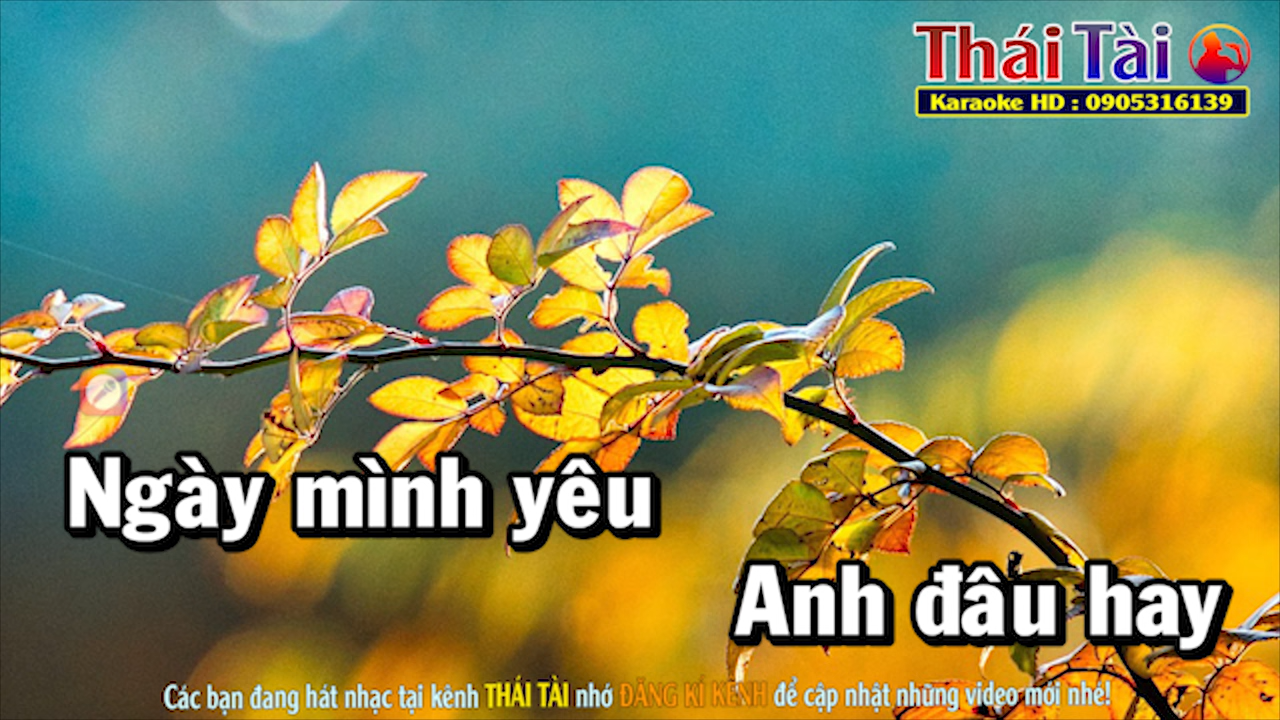 Thái Tài
Karaoke HD : 0905316139
Ngày mình yêu
Anh đâu hay
Các bạn đang hát nhạc tại kênh THÁI TÀI nhớ ĐĂNG KÍ KÊNH để cập nhật những video mới nhé!